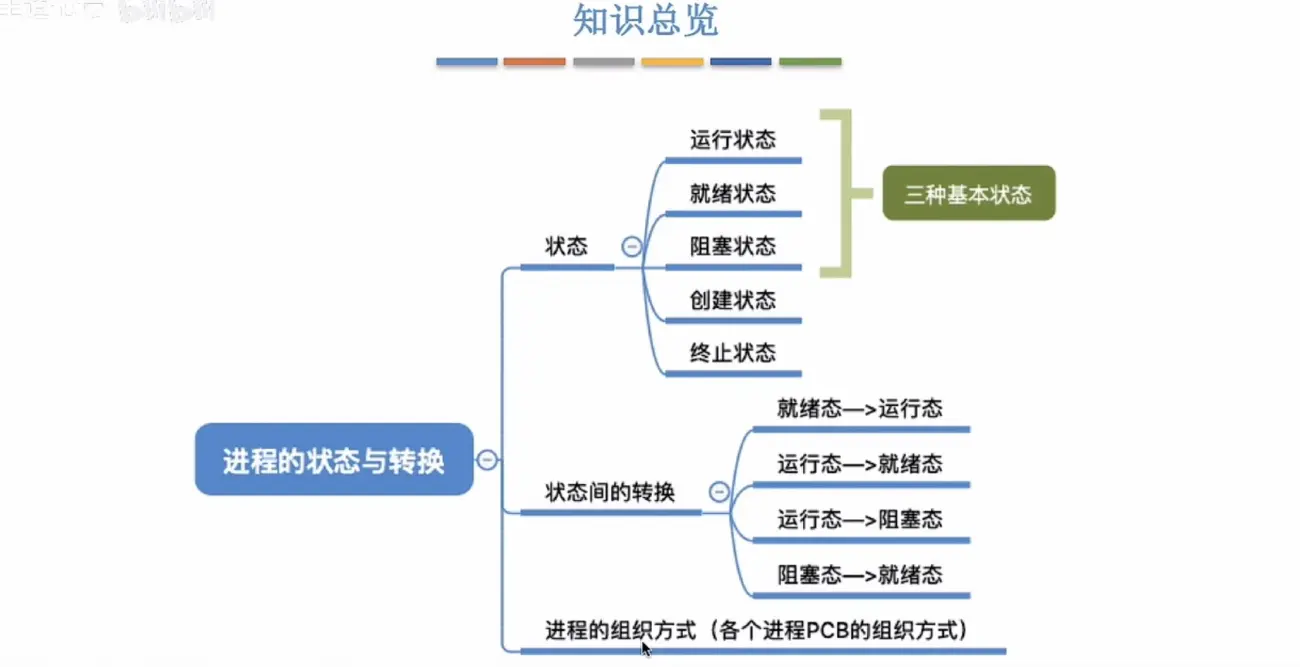 知识总览
运行状态
就绪状态
三种基本状态
状态
阻塞状态
创建状态
终止状态
就绪态—>运行态
进程的状态与转换
运行态—>就绪态
状态间的转换
运行态—>阻塞态
阻塞态—>就绪态
进程的组织方式（各个进程PCB的组织方式）